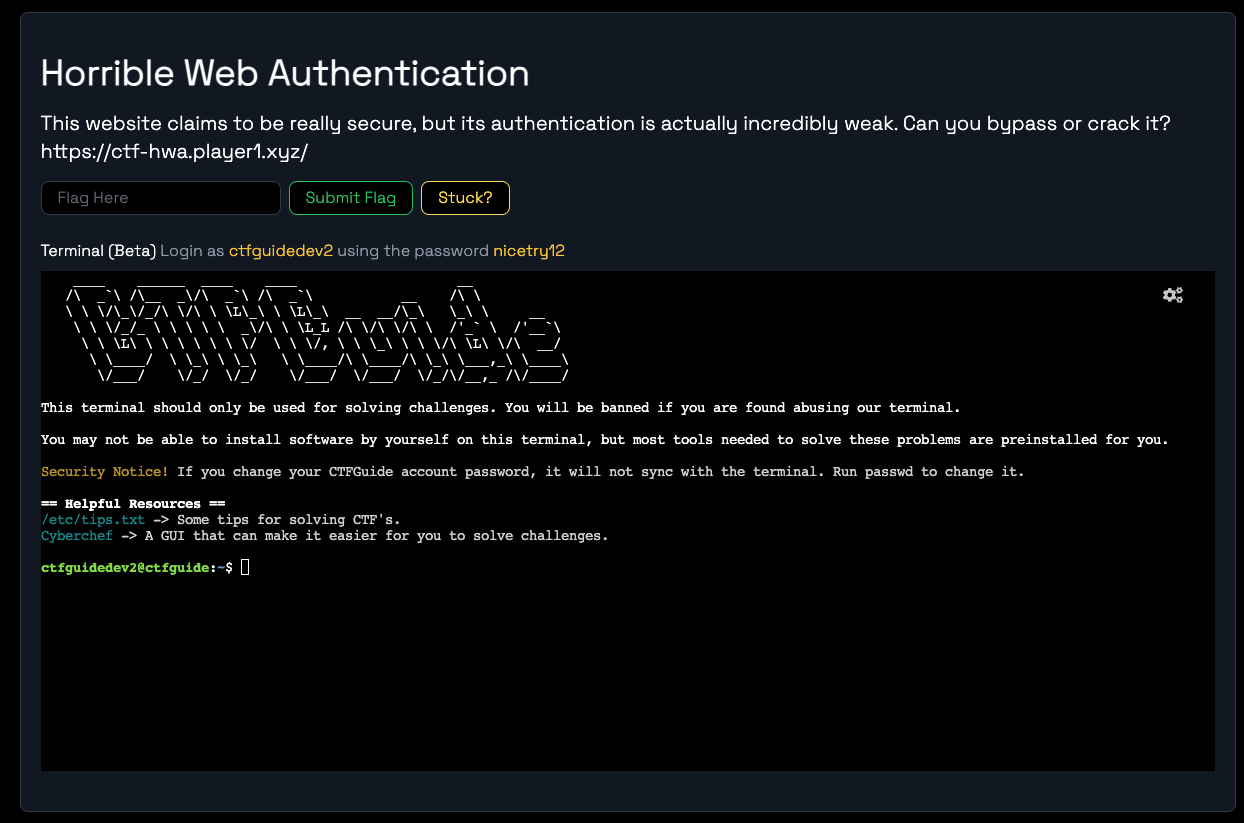 Horrible Web Authentication
This website claims to be really secure, but its authentication is actually incredibly weak. Can you bypass or crack it?
https://ctf-hwa.player1.xyz/
Flag Here Submit Flag Stuck?
Terminal (Beta) Login as ctfguidedev2 using the password nicetry12
CTFGuide
This terminal should only be used for solving challenges. You will be banned if you are found abusing our terminal.
You may not be able to install software by yourself on this terminal, but most tools needed to solve these problems are preinstalled for you.
Security Notice! If you change your CTFGuide account password, it will not sync with the terminal. Run passwd to change it.
== Helpful Resources ==
/etc/tips.txt -> Some tips for solving CTF's.
Cyberchef -> A GUI that can make it easier for you to solve challenges.
ctfguidedev2@ctfguide:~$